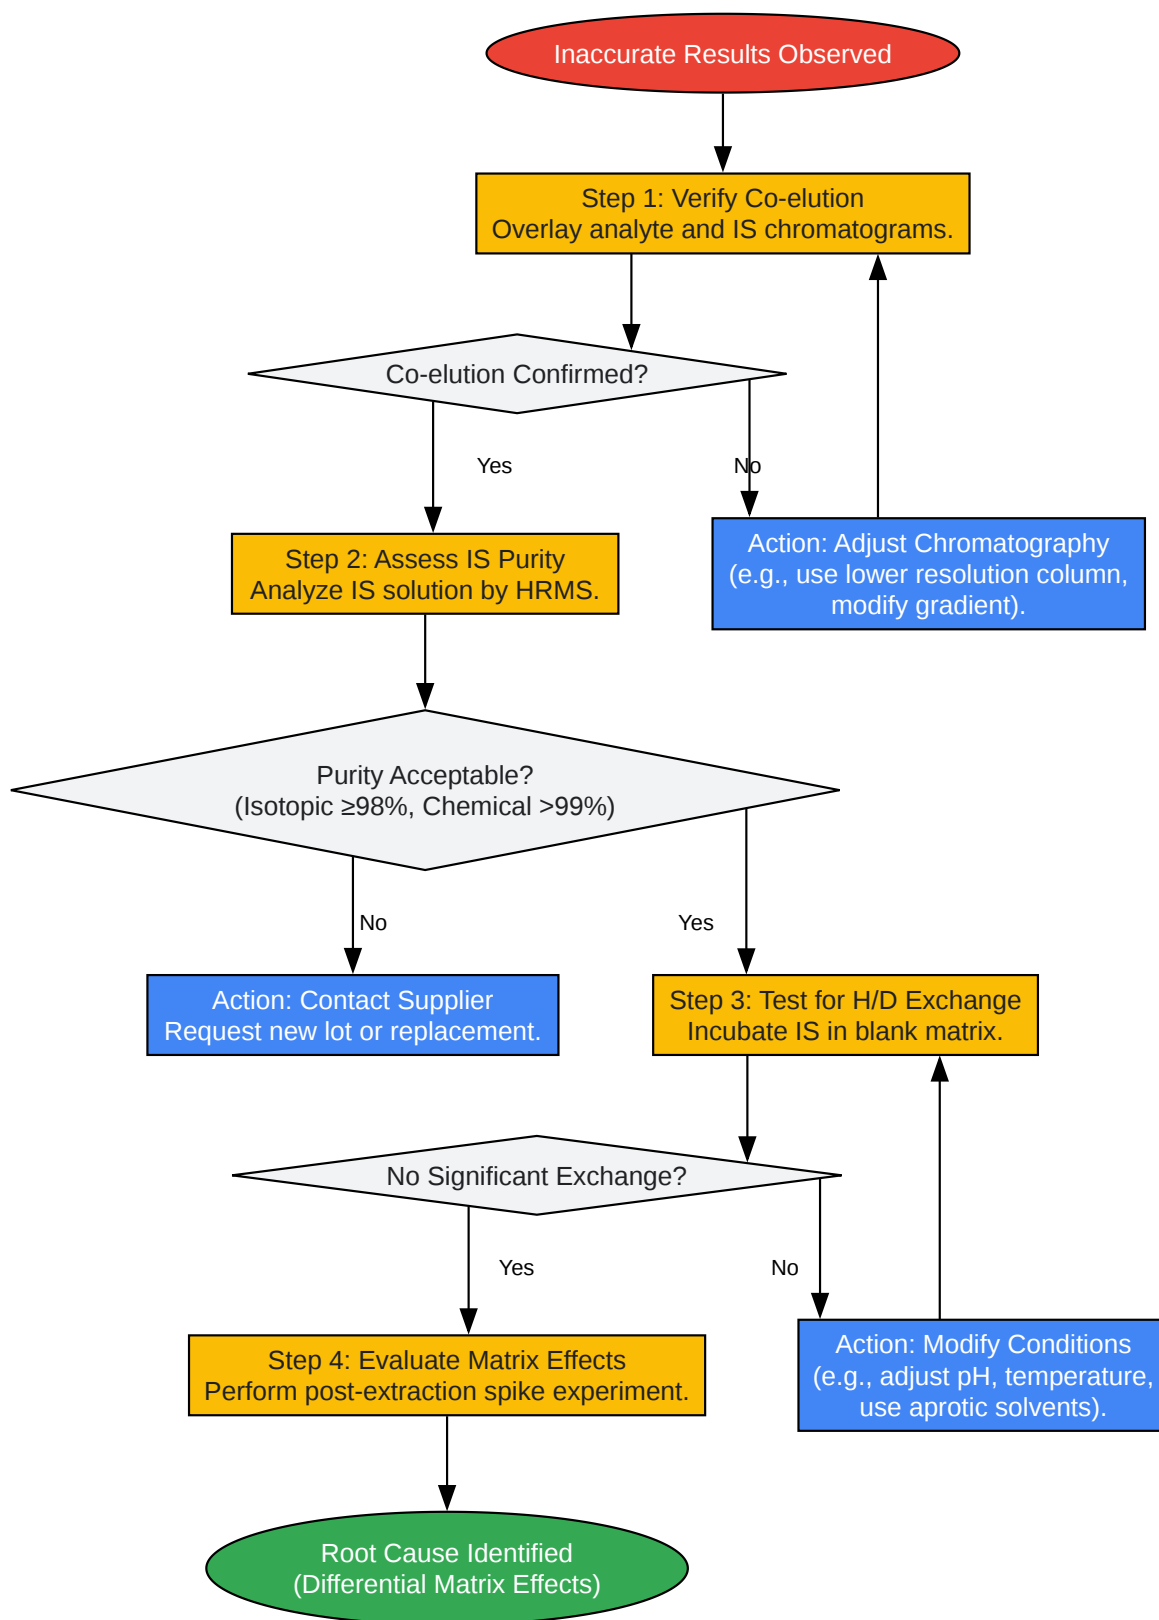 Inaccurate Results Observed
Step 1: Verify Co-elution
Overlay analyte and IS chromatograms.
Co-elution Confirmed?
Yes
No
Step 2: Assess IS Purity
Analyze IS solution by HRMS.
Action: Adjust Chromatography
(e.g., use lower resolution column,
modify gradient).
Purity Acceptable?
(Isotopic ≥98%, Chemical >99%)
No
Yes
Action: Contact Supplier
Request new lot or replacement.
Step 3: Test for H/D Exchange
Incubate IS in blank matrix.
No Significant Exchange?
Yes
No
Step 4: Evaluate Matrix Effects
Perform post-extraction spike experiment.
Action: Modify Conditions
(e.g., adjust pH, temperature,
use aprotic solvents).
Root Cause Identified
(Differential Matrix Effects)